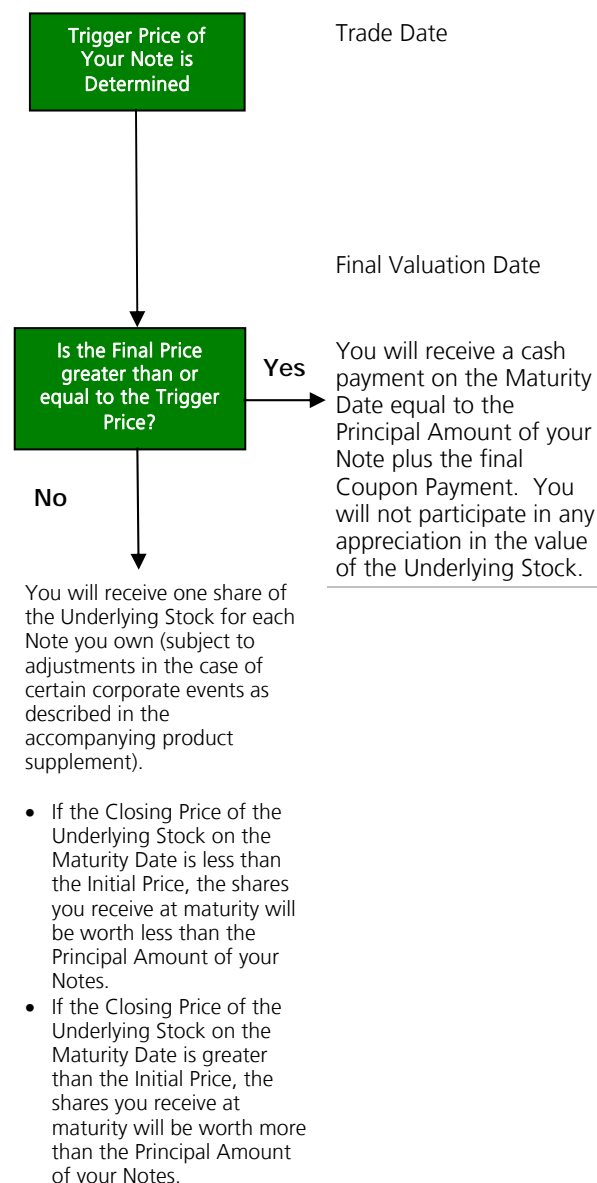 Trigger Price of
Your Note is
Determined
Trade Date
Final Valuation Date
Is the Final Price
greater than or
equal to the Trigger
Price?
Yes
You will receive a cash
payment on the Maturity
Date equal to the
Principal Amount of your
Note plus the final
Coupon Payment.  You
will not participate in any
appreciation in the value
of the Underlying Stock.
No
You will receive one share of
the Underlying Stock for each
Note you own (subject to
adjustments in the case of
certain corporate events as
described in the
accompanying product
supplement).
• If the Closing Price of the
Underlying Stock on the
Maturity Date is less than
the Initial Price, the shares
you receive at maturity will
be worth less than the
Principal Amount of your
Notes.
• If the Closing Price of the
Underlying Stock on the
Maturity Date is greater
than the Initial Price, the
shares you receive at
maturity will be worth more
than the Principal Amount
of your Notes.